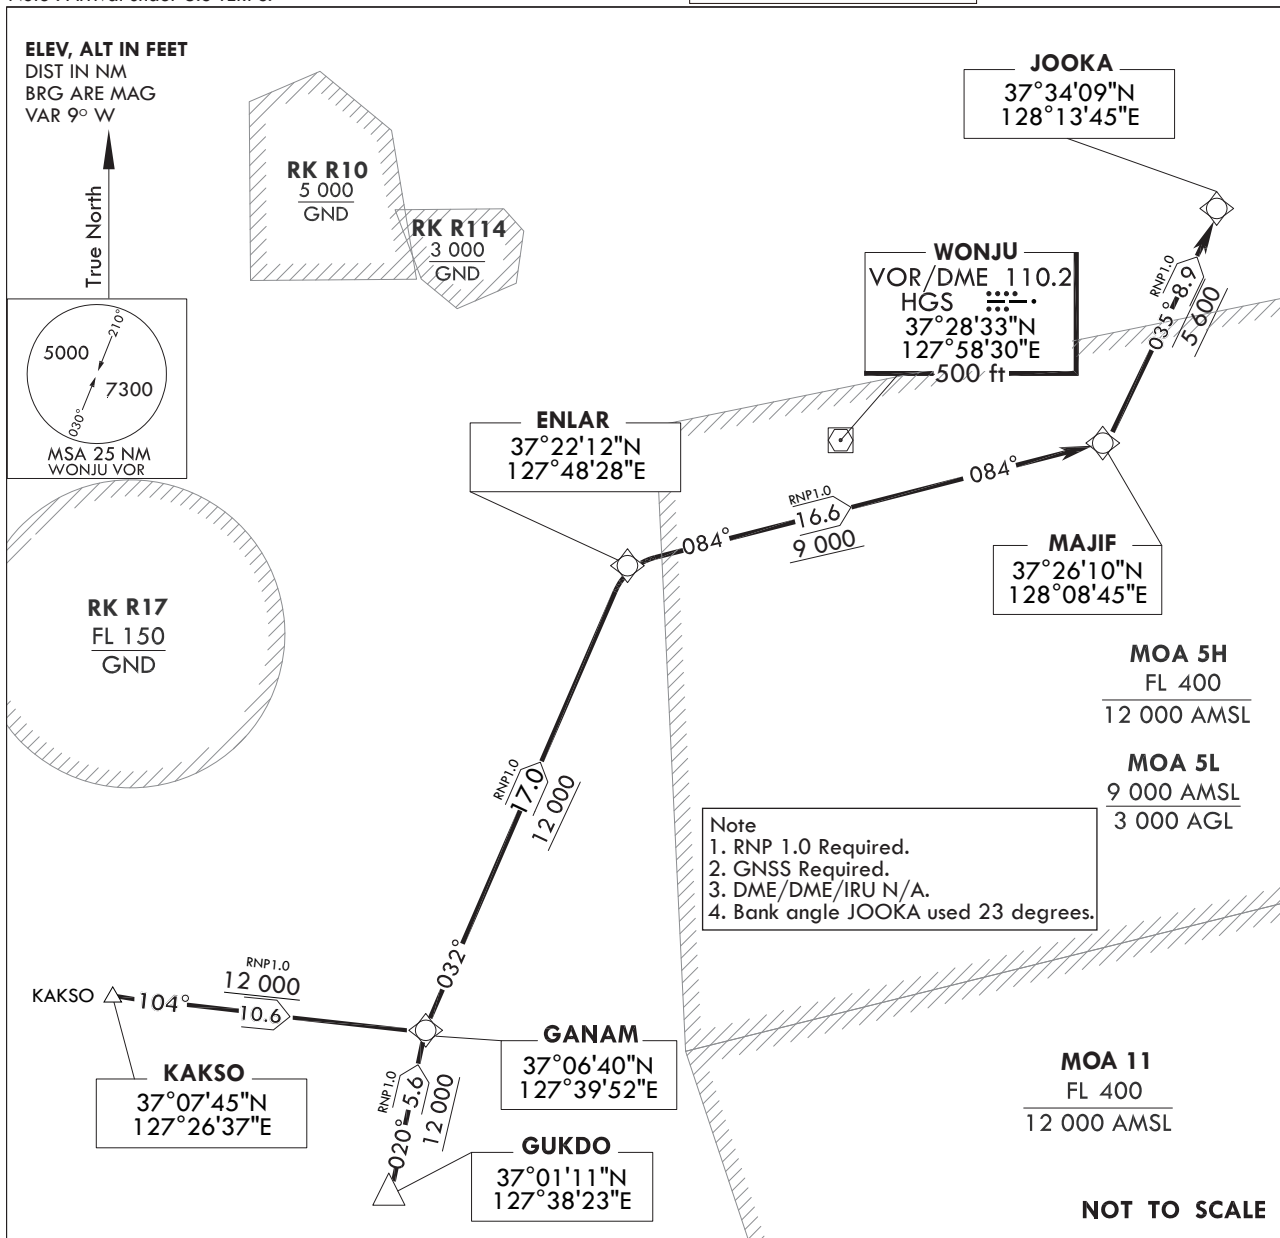 ELEV, ALT IN FEET
DIST IN NM
BRG ARE MAG
VAR 9° W
True North
5000
7300
210°
030°
MSA 25 NM
WONJU VOR
RK R10
5 000
GND
RK R114
3 000
GND
JOOKA
37°34'09"N
128°13'45"E
WONJU
VOR/DME 110.2
HGS
37°28'33"N
127°58'30"E
500 ft
RNP1.0
035°
8.9
5 600
ENLAR
37°22'12"N
127°48'28"E
084°
RNP1.0
16.6
9 000
084°
MAJIF
37°26'10"N
128°08'45"E
RK R17
FL 150
GND
MOA 5H
FL 400
12 000 AMSL
MOA 5L
9 000 AMSL
3 000 AGL
RNP1.0
17.0
12 000
032°
Note
1. RNP 1.0 Required.
2. GNSS Required.
3. DME/DME/IRU N/A.
4. Bank angle JOOKA used 23 degrees.
KAKSO
104°
RNP1.0
12 000
10.6
KAKSO
37°07'45"N
127°26'37"E
GANAM
37°06'40"N
127°39'52"E
RNP1.0
020°
5.6
12 000
GUKDO
37°01'11"N
127°38'23"E
MOA 11
FL 400
12 000 AMSL
NOT TO SCALE